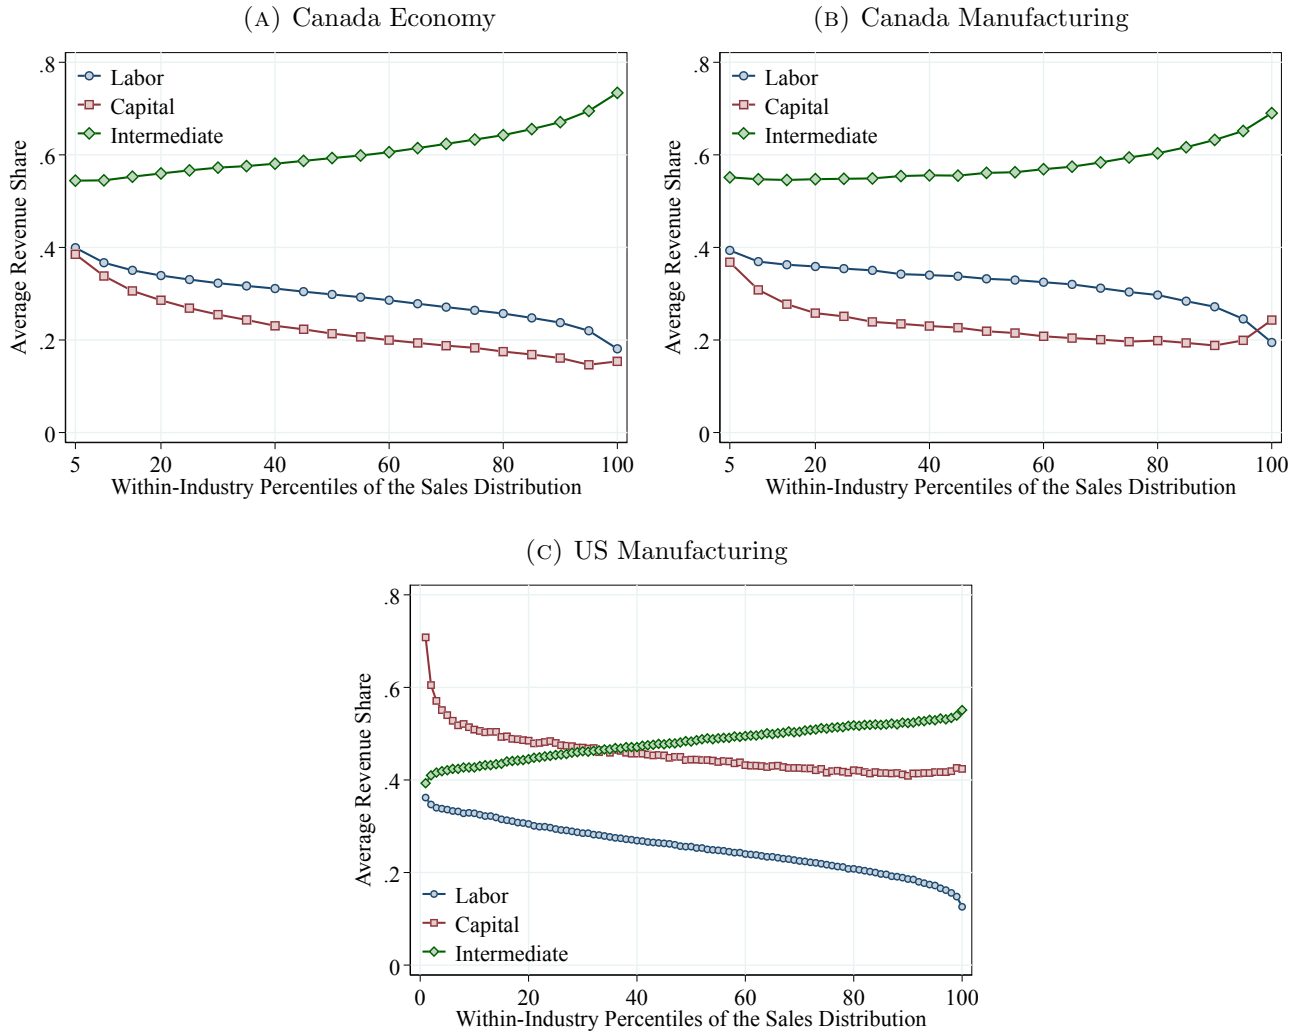 (A) Canada Economy
Average Revenue Share
.8
.6
.4
.2
0
Labor
Capital
Intermediate
5 20 40 60 80 100
Within-Industry Percentiles of the Sales Distribution
(B) Canada Manufacturing
Average Revenue Share
.8
.6
.4
.2
0
Labor
Capital
Intermediate
5 20 40 60 80 100
Within-Industry Percentiles of the Sales Distribution
(C) US Manufacturing
Average Revenue Share
.8
.6
.4
.2
0
Labor
Capital
Intermediate
0 20 40 60 80 100
Within-Industry Percentiles of the Sales Distribution